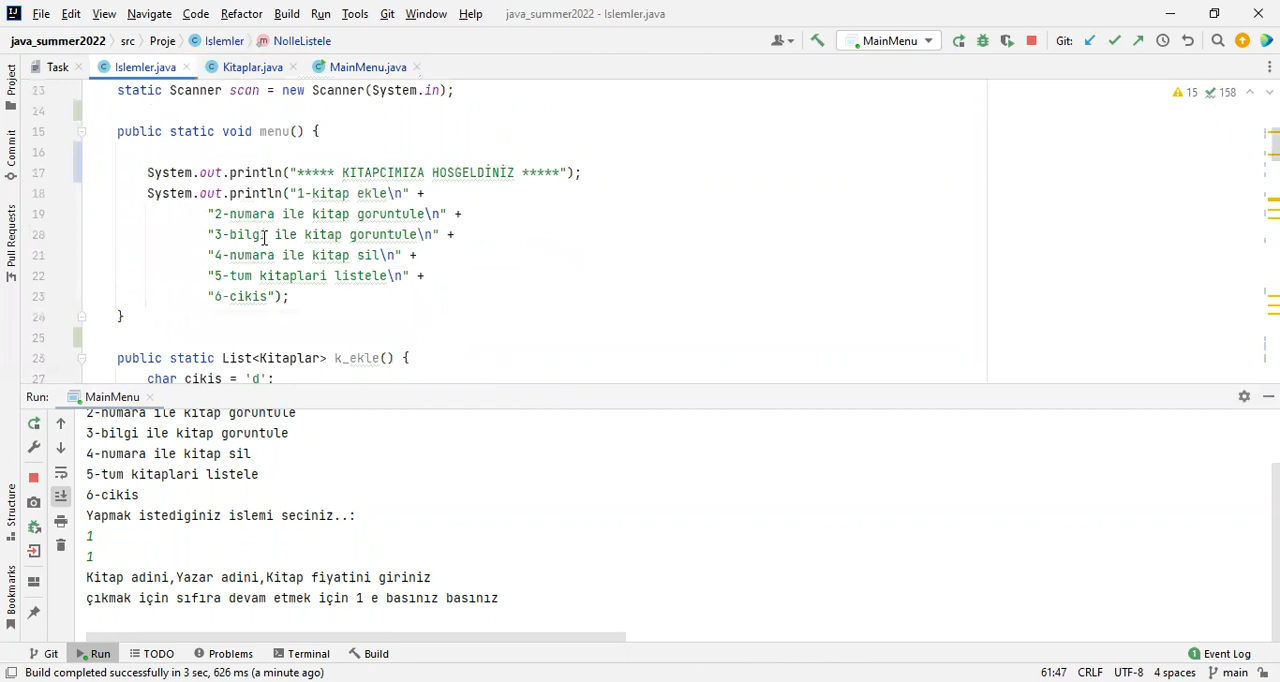 File Edit View Navigate Code Refactor Build Run Tools Git Window Help java_summer2022 - Islemler.java
java_summer2022 src Proje Islemler NolleListele MainMenu Git:
Task Islemler.java Kitaplar.java MainMenu.java
23 static Scanner scan = new Scanner(System.in); 15 158
24
15 public static void menu() {
16
17 System.out.println("***** KITAPCIMIZA HOSGELDİNİZ *****");
18 System.out.println("1-kitap ekle\n" +
19 "2-numara ile kitap goruntule\n" +
20 "3-bilgi ile kitap goruntule\n" +
21 "4-numara ile kitap sil\n" +
22 "5-tum kitaplari listele\n" +
23 "6-cikis");
24 }
25
28 public static List<Kitaplar> k_ekle() {
27 char cikis = 'd';
Run: MainMenu
2-numara ile kitap goruntule
3-bilgi ile kitap goruntule
4-numara ile kitap sil
5-tum kitaplari listele
6-cikis
Yapmak istediginiz islemi seciniz..:
1
1
Kitap adini,Yazar adini,Kitap fiyatini giriniz
çıkmak için sıfıra devam etmek için 1 e basınız basınız
Project
Commit
Pull Requests
Structure
Bookmarks
Git Run TODO Problems Terminal Build 1 Event Log
Build completed successfully in 3 sec, 626 ms (a minute ago) 61:47 CRLF UTF-8 4 spaces main